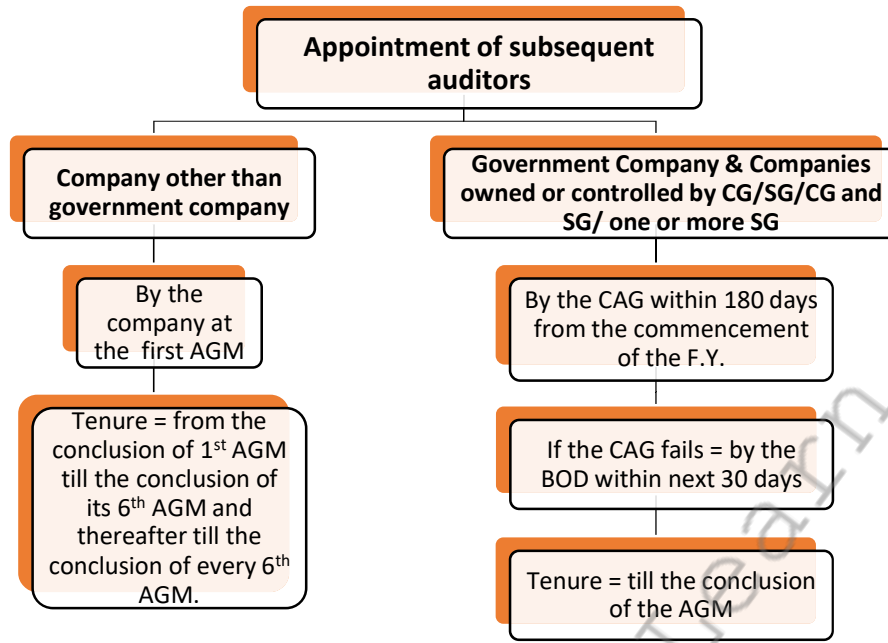 Appointment of subsequent
auditors
Company other than
government company
By the
company at
the first AGM
Tenure = from the
conclusion of 1st AGM
till the conclusion of
its 6th AGM and
thereafter till the
conclusion of every 6th
AGM.
Government Company & Companies
owned or controlled by CG/SG/CG and
SG/ one or more SG
By the CAG within 180 days
from the commencement
of the F.Y.
If the CAG fails = by the
BOD within next 30 days
Tenure = till the conclusion
of the AGM
Learn